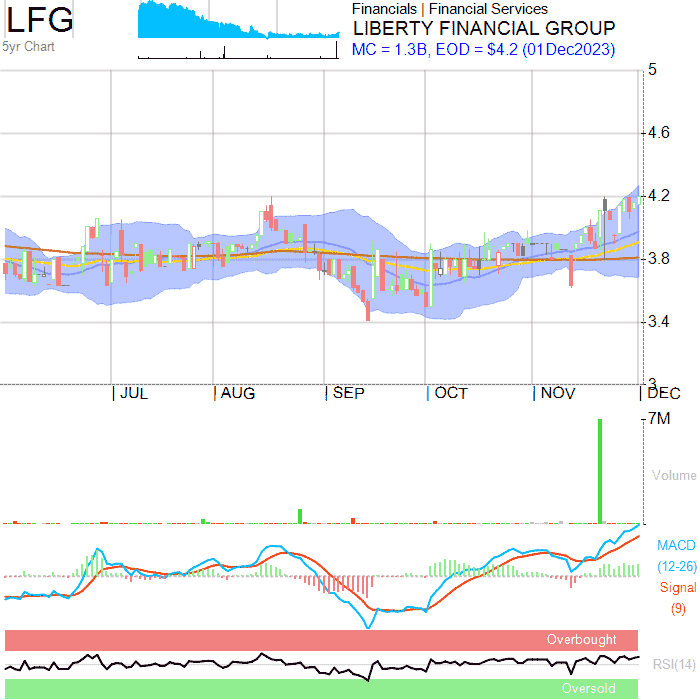 LFG
5yr Chart
Financials | Financial Services
LIBERTY FINANCIAL GROUP
MC = 1.3B, EOD = $4.2 (01Dec2023)
5
4.6
4.2
3.8
3.4
3
JUL
AUG
SEP
OCT
NOV
DEC
7M
Volume
MACD
(12-26)
Signal
(9)
Overbought
RSI(14)
Oversold